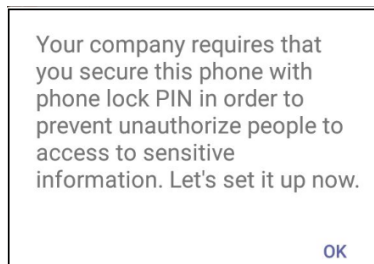 Your company requires that
you secure this phone with
phone lock PIN in order to
prevent unauthorize people to
access to sensitive
information. Let's set it up now.
OK